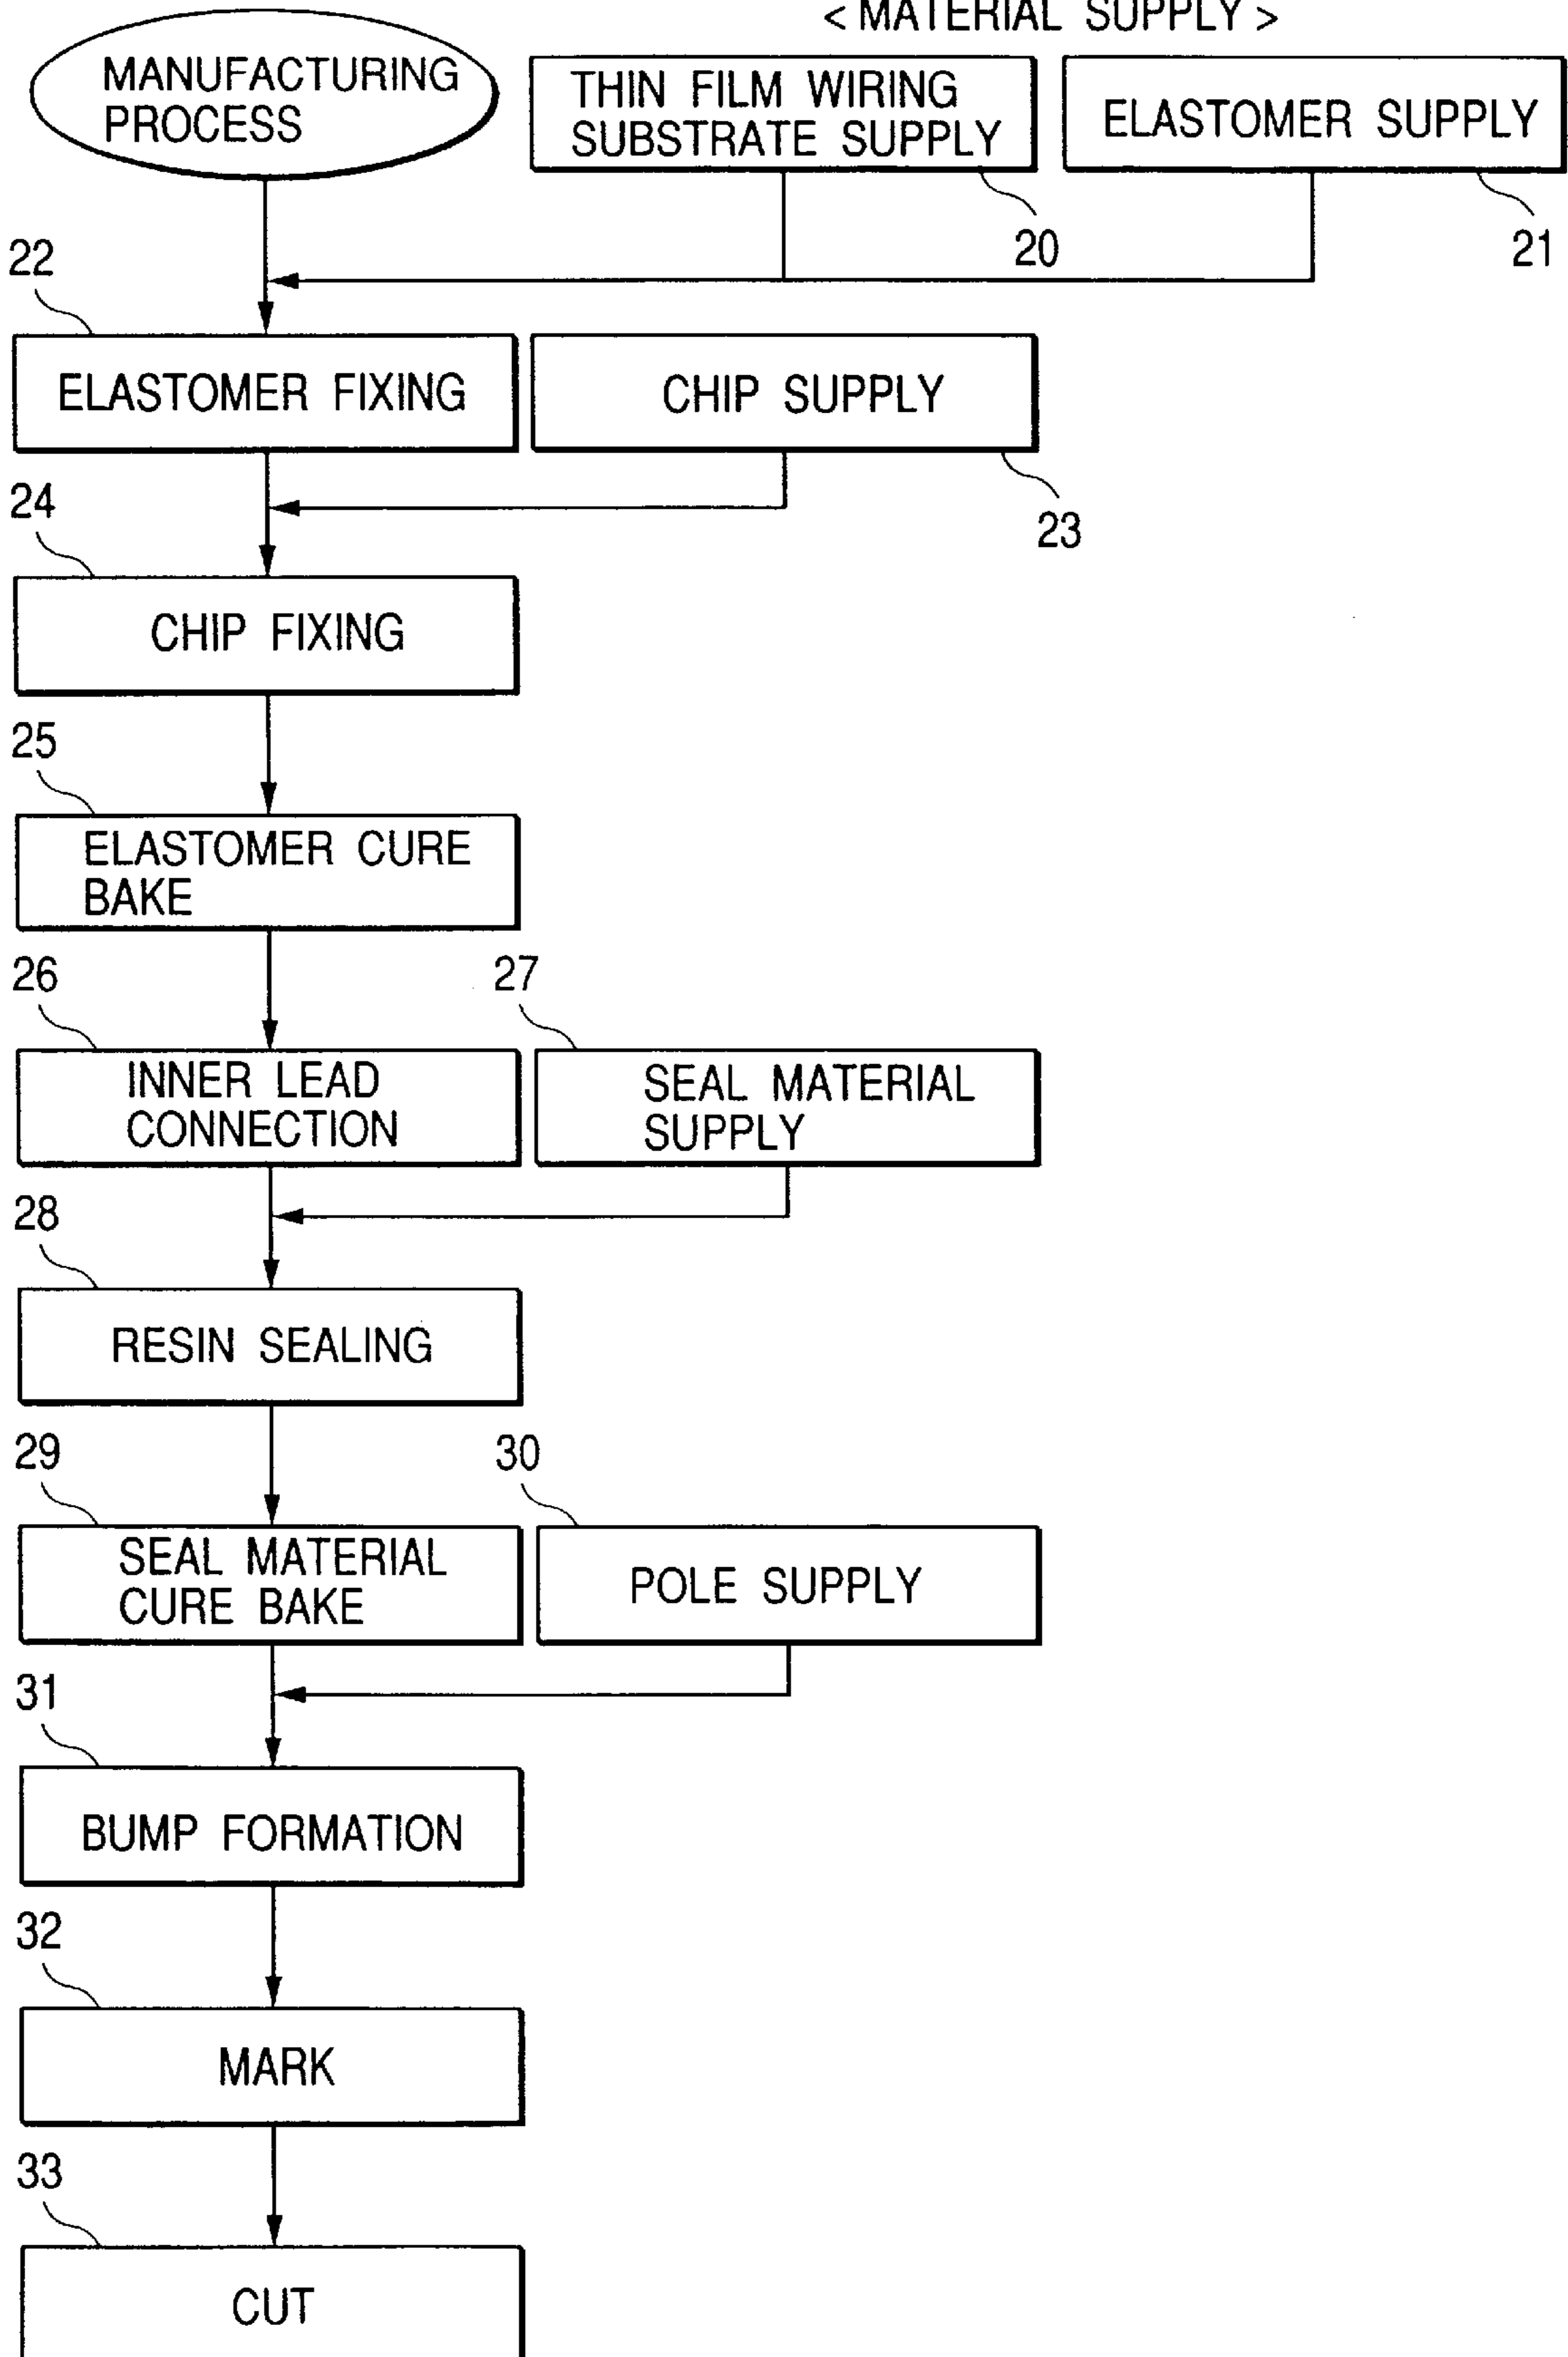 < MATERIAL SUPPLY >
MANUFACTURING
PROCESS
THIN FILM WIRING
SUBSTRATE SUPPLY
ELASTOMER SUPPLY
20
21
22
ELASTOMER FIXING
CHIP SUPPLY
23
24
CHIP FIXING
25
ELASTOMER CURE
BAKE
26
27
INNER LEAD
CONNECTION
SEAL MATERIAL
SUPPLY
28
RESIN SEALING
29
30
SEAL MATERIAL
CURE BAKE
POLE SUPPLY
31
BUMP FORMATION
32
MARK
33
CUT